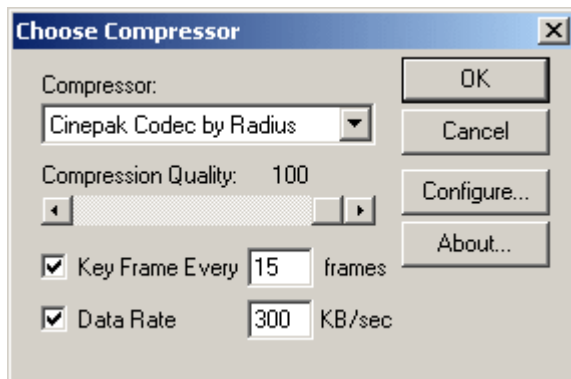 Choose Compressor
Compressor:
Cinepak Codec by Radius
Compression Quality: 100
Key Frame Every 15 frames
Data Rate 300 KB/sec
OK
Cancel
Configure...
About...